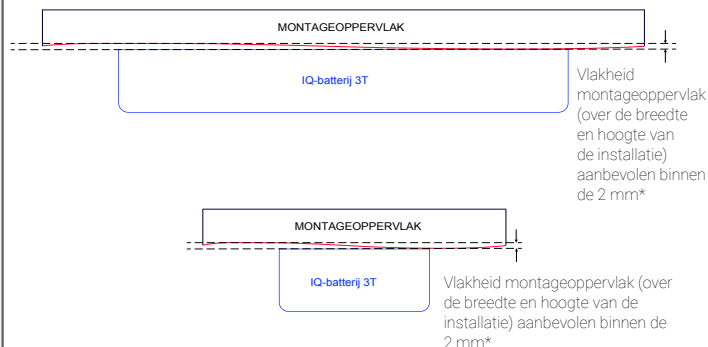 MONTAGEOPPERVLAK
IQ-batterij 3T
Vlakheid
montageoppervlak
(over de breedte
en hoogte van
de installatie)
aanbevolen binnen
de 2 mm*
MONTAGEOPPERVLAK
IQ-batterij 3T
Vlakheid montageoppervlak (over
de breedte en hoogte van de
installatie) aanbevolen binnen de
2 mm*